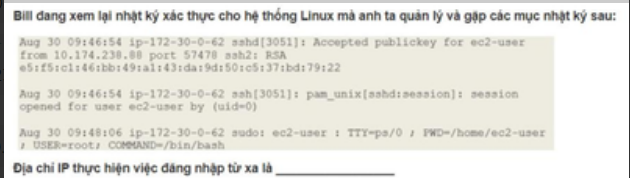 Bill đang xem lại nhật ký xác thực cho hệ thống Linux mà anh ta quản lý và gặp các mục nhật ký sau:
Aug 30 09:46:54 ip-172-30-0-62 sshd[3051]: Accepted publickey for ec2-user
from 10.174.238.88 port 57478 ssh2: RSA
e5:f5:c1:46:bb:49:a1:43:da:9d:50:c5:37:bd:79:22
Aug 30 09:46:54 ip-172-30-0-62 ssh[3051]: pam_unix[sshd:session]: session
opened for user ec2-user by (uid=0)
Aug 30 09:48:06 ip-172-30-0-62 sudo: ec2-user : TTY=ps/0 ; PWD=/home/ec2-user
; USER=root; COMMAND=/bin/bash
Địa chỉ IP thực hiện việc đăng nhập từ xa là _______________